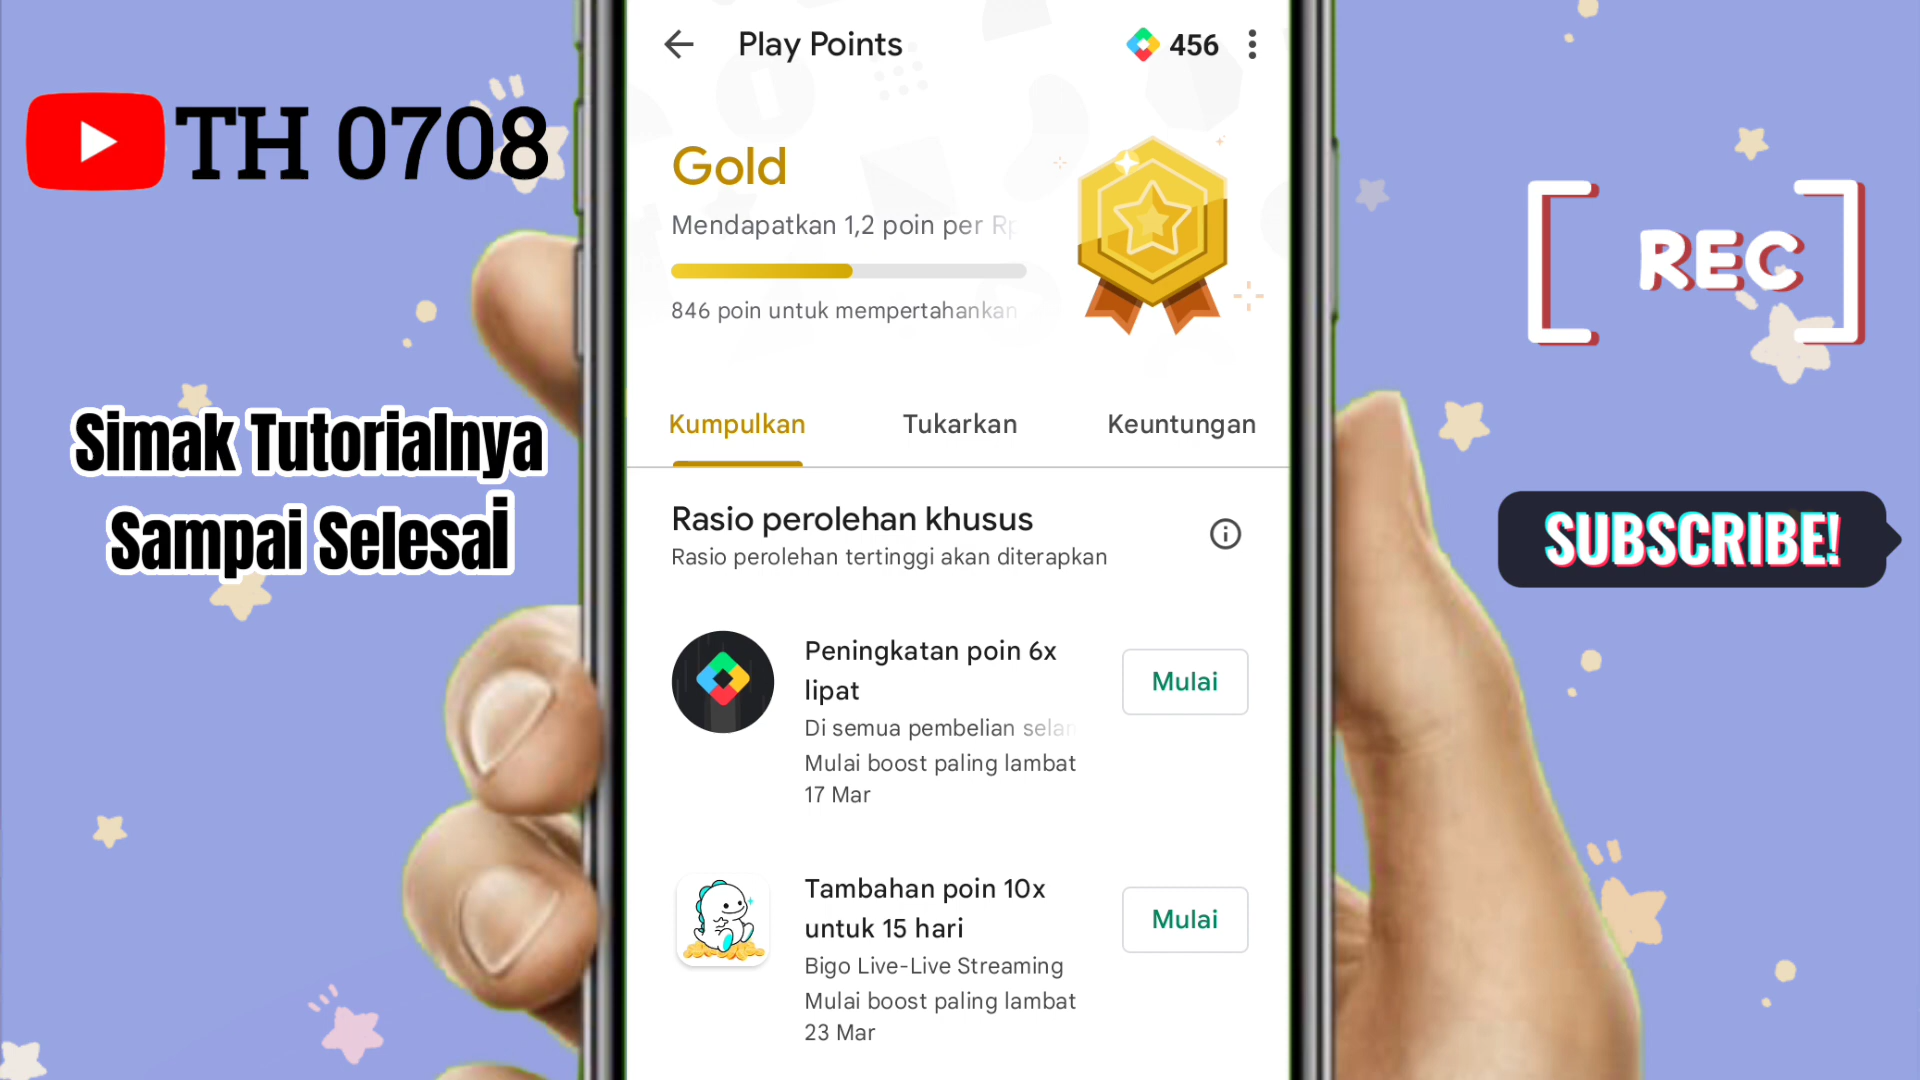 Play Points
456
TH 0708
Gold
Mendapatkan 1,2 poin per Rp
846 poin untuk mempertahankan
REC
Simak Tutorialnya
Sampai Selesai
Kumpulkan
Tukarkan
Keuntungan
SUBSCRIBE!
Rasio perolehan khusus
Rasio perolehan tertinggi akan diterapkan
Peningkatan poin 6x
lipat
Mulai
Di semua pembelian selam
Mulai boost paling lambat
17 Mar
Tambahan poin 10x
untuk 15 hari
Mulai
Bigo Live-Live Streaming
Mulai boost paling lambat
23 Mar